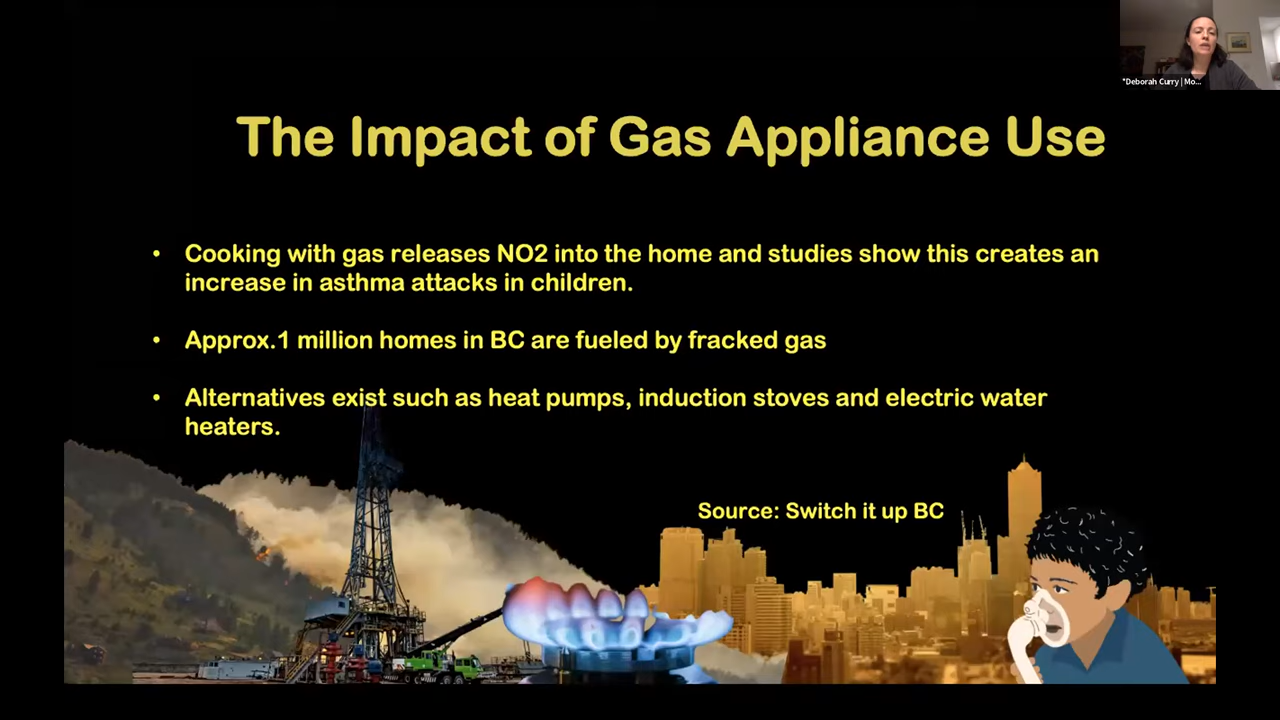 *Deborah Curry | Mo...
The Impact of Gas Appliance Use
• Cooking with gas releases NO2 into the home and studies show this creates an
increase in asthma attacks in children.
• Approx.1 million homes in BC are fueled by fracked gas
• Alternatives exist such as heat pumps, induction stoves and electric water
heaters.
Source: Switch it up BC